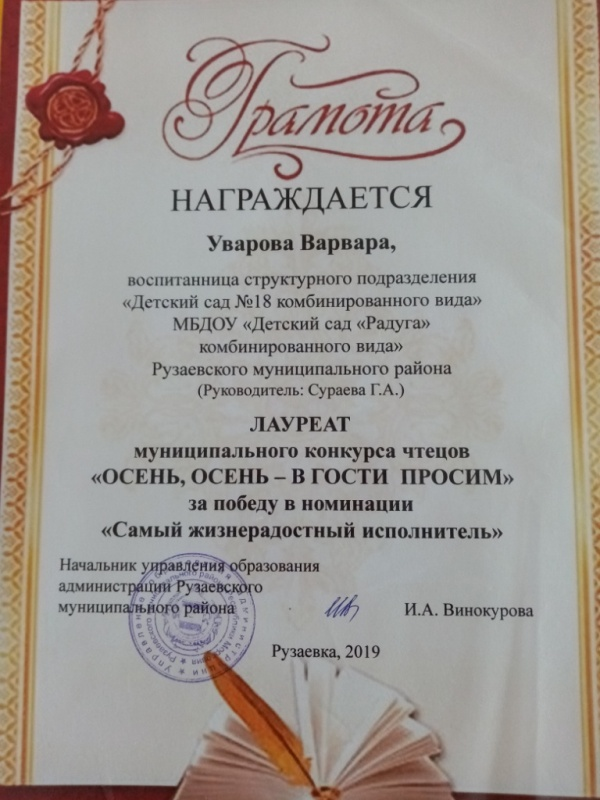 Грамота
НАГРАЖДАЕТСЯ
Уварова Варвара,
воспитанница структурного подразделения
«Детский сад №18 комбинированного вида»
МБДОУ «Детский сад «Радуга»
комбинированного вида»
Рузаевского муниципального района
(Руководитель: Сураева Г.А.)
ЛАУРЕАТ
муниципального конкурса чтецов
«ОСЕНЬ, ОСЕНЬ – В ГОСТИ ПРОСИМ»
за победу в номинации
«Самый жизнерадостный исполнитель»
Начальник управления образования
администрации Рузаевского
муниципального района
И.А. Винокурова
Рузаевка, 2019